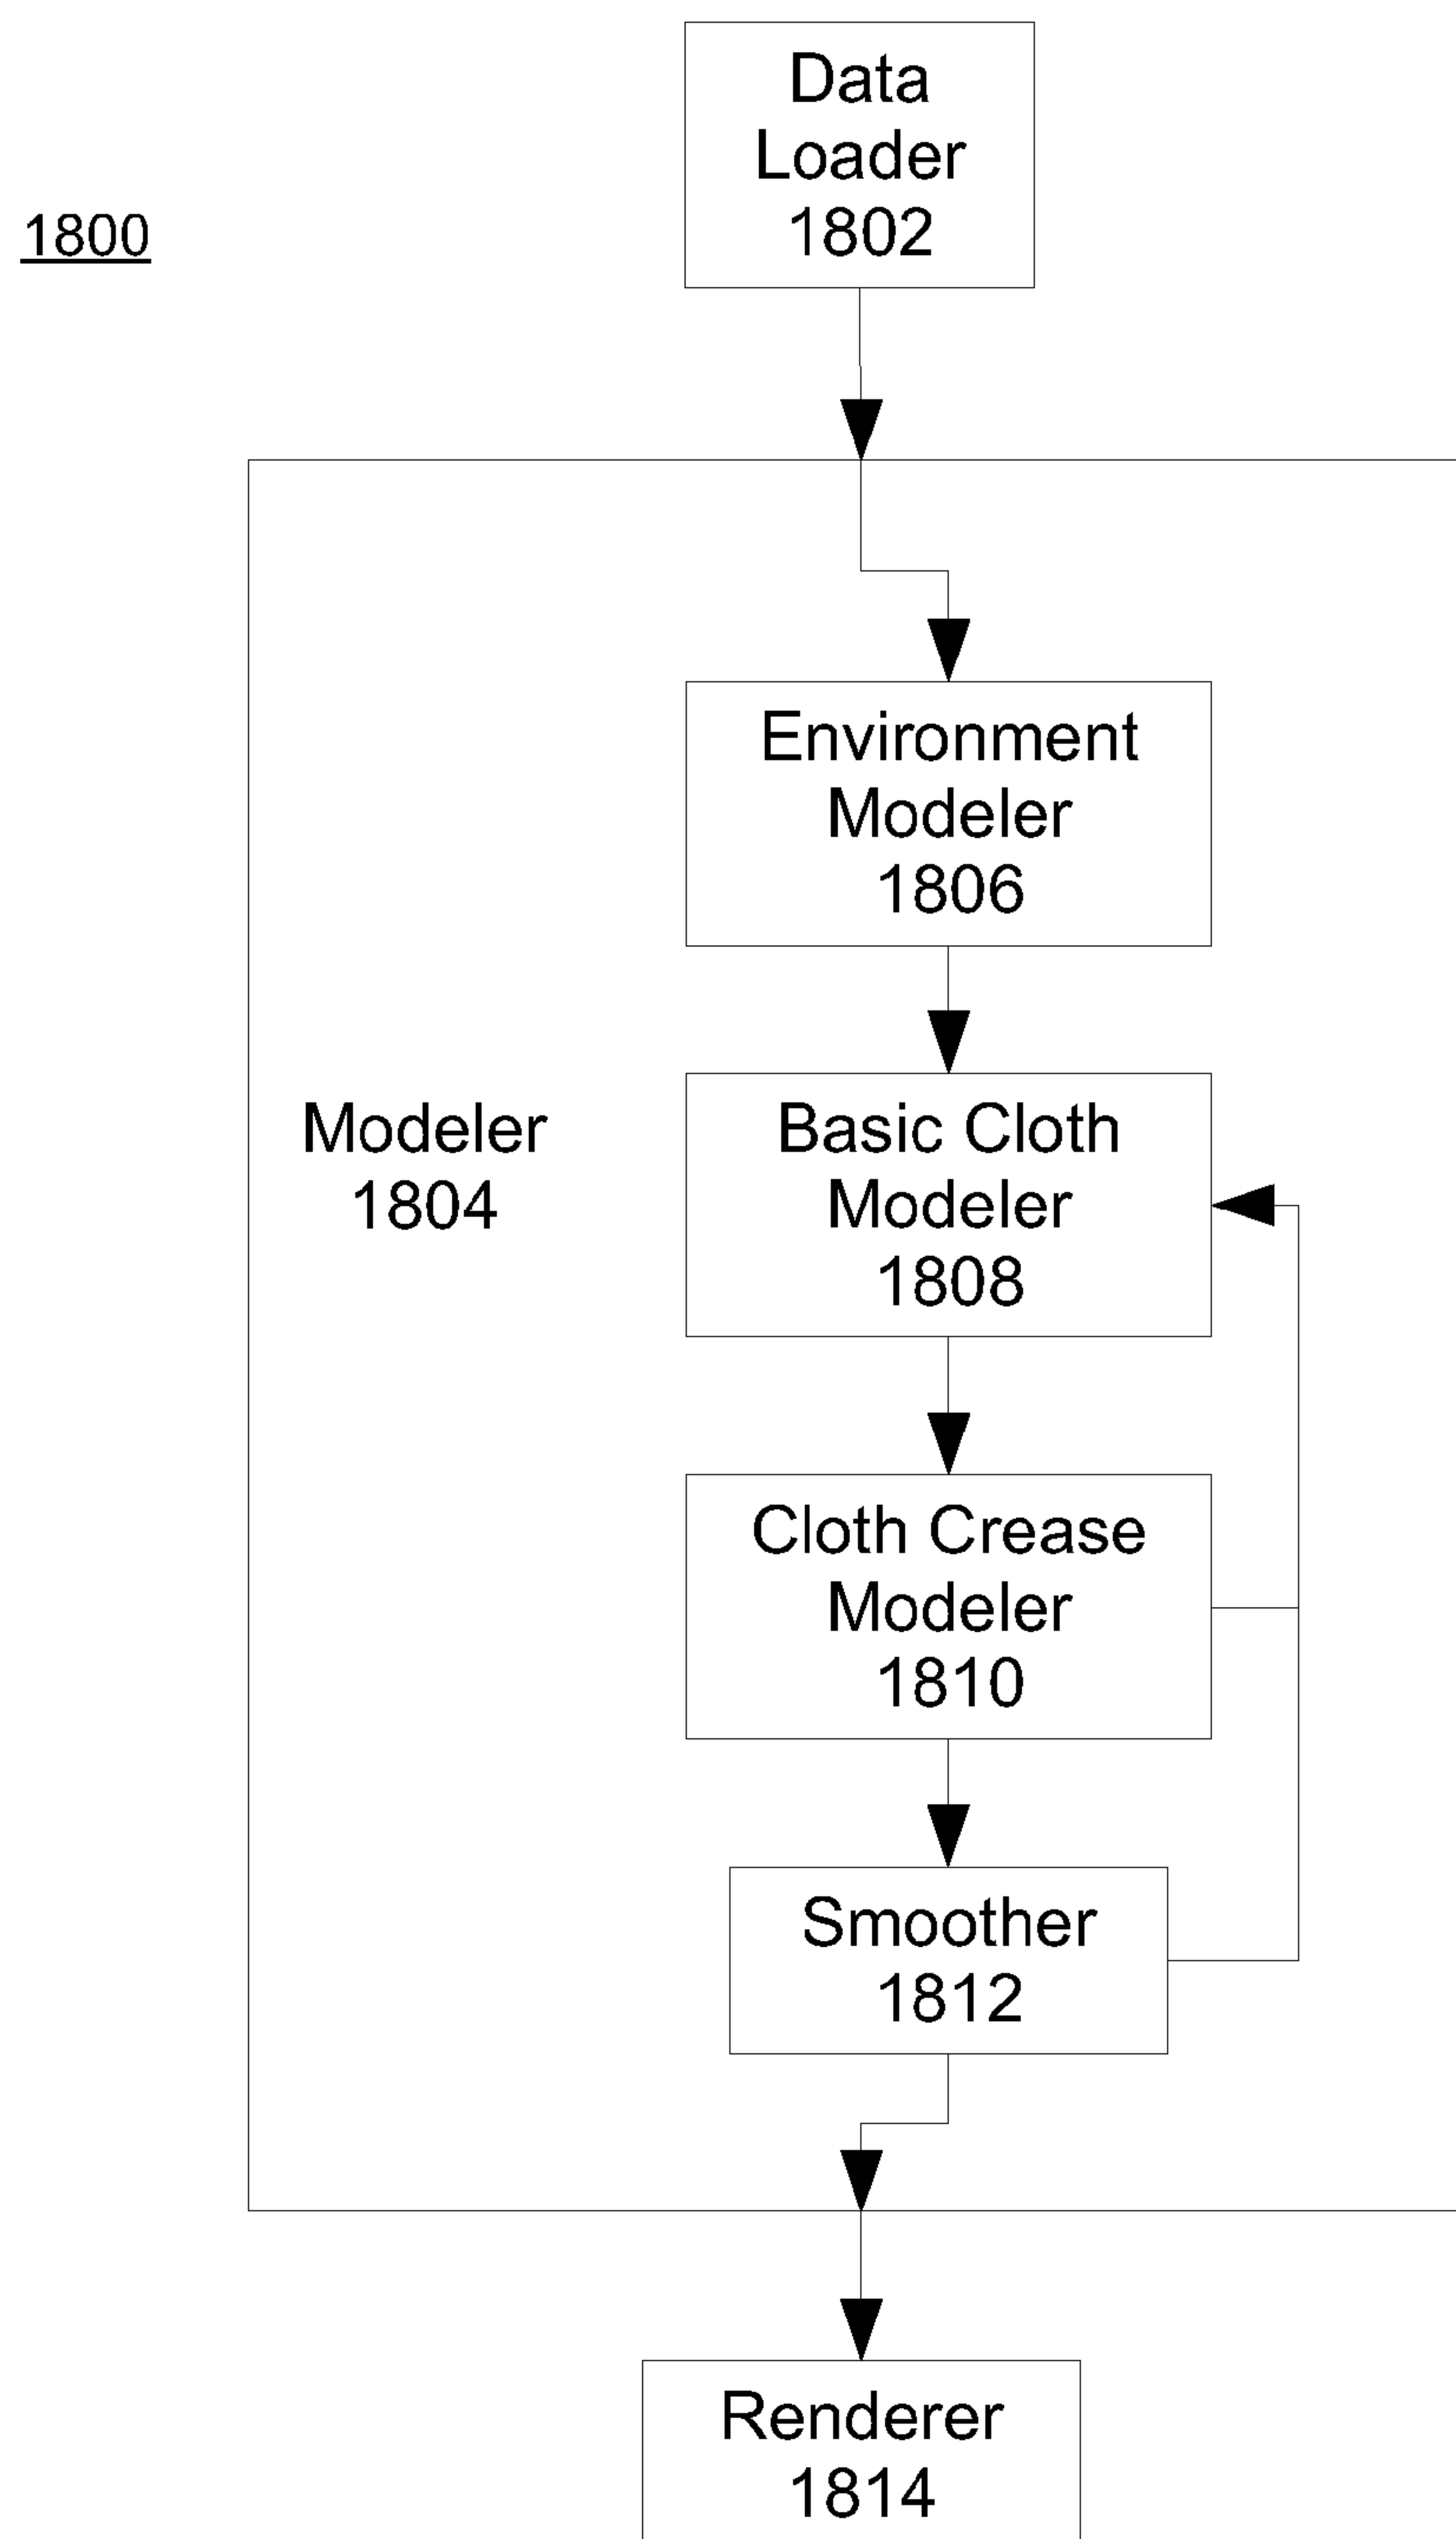 Data
Loader
1802
1800
Environment
Modeler
1806
Modeler
1804
Basic Cloth
Modeler
1808
Cloth Crease
Modeler
1810
Smoother
1812
Renderer
1814